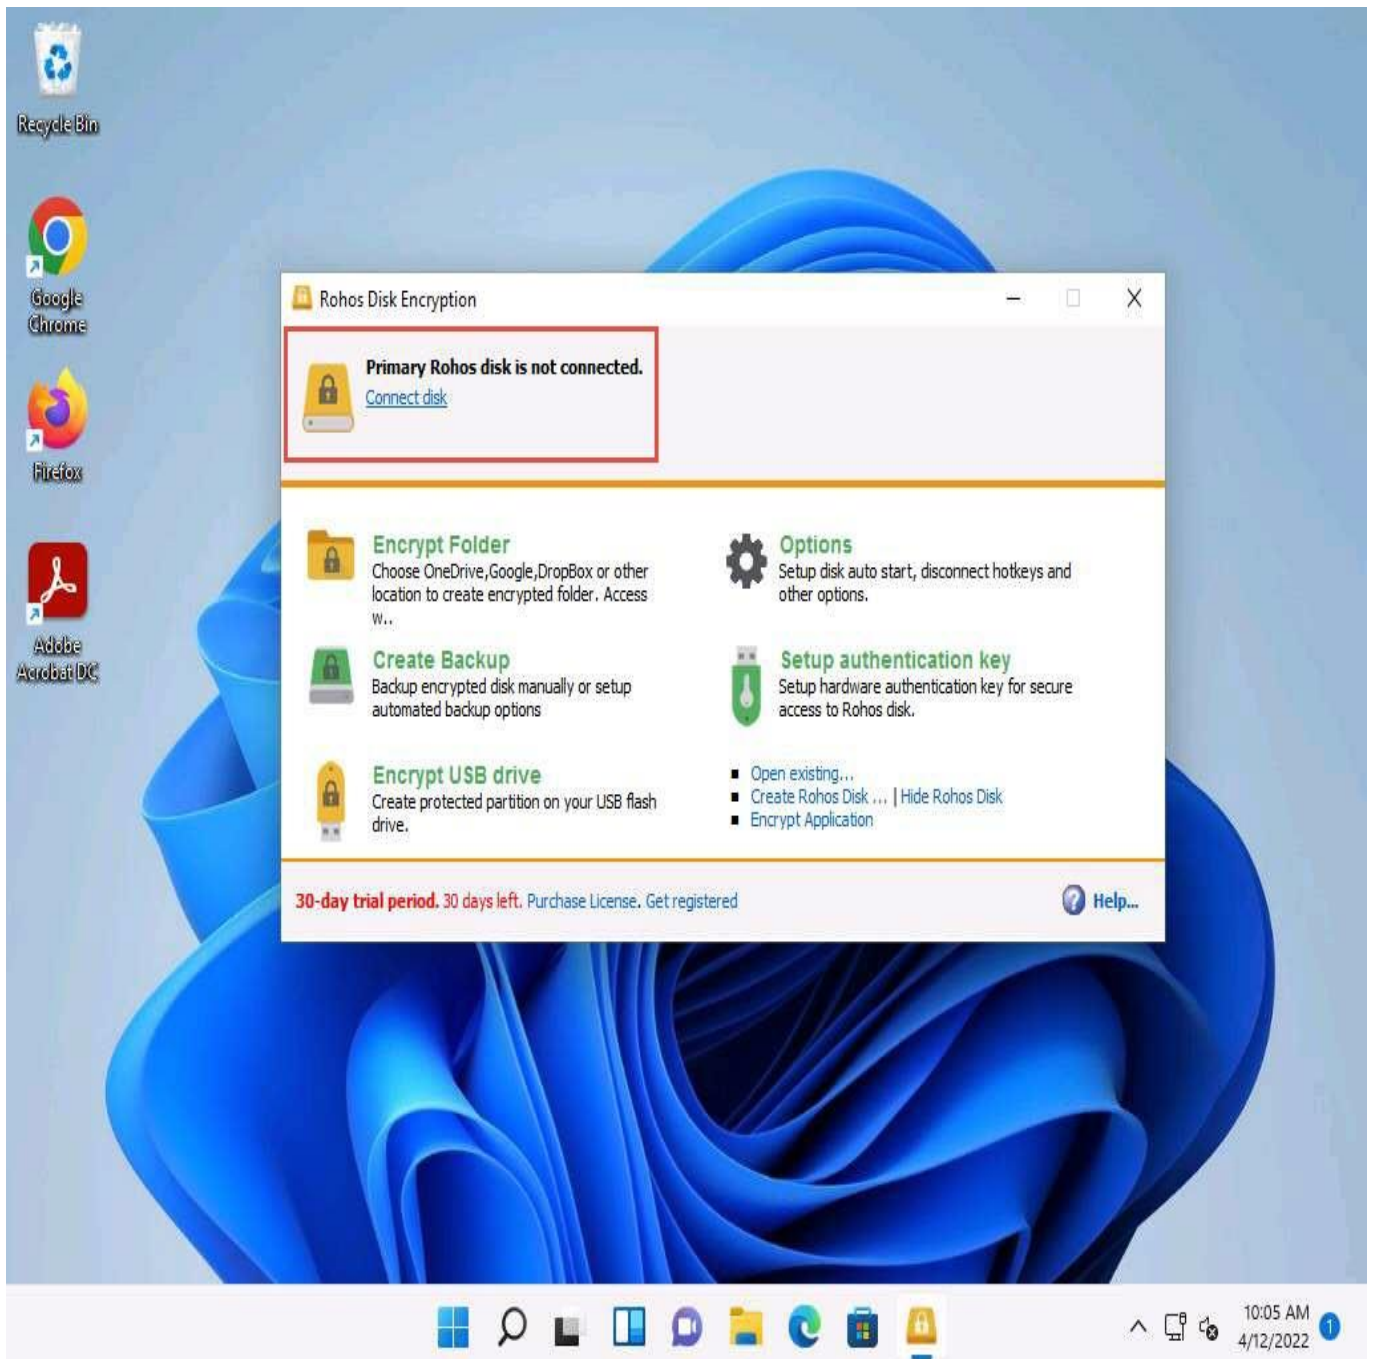 Recycle Bin
Google
Chrome
Firefox
Adobe
Acrobat DC
Rohos Disk Encryption
Primary Rohos disk is not connected.
Connect disk
Encrypt Folder
Choose OneDrive,Google,DropBox or other
location to create encrypted folder. Access
w..
Options
Setup disk auto start, disconnect hotkeys and
other options.
Create Backup
Backup encrypted disk manually or setup
automated backup options
Setup authentication key
Setup hardware authentication key for secure
access to Rohos disk.
Encrypt USB drive
Create protected partition on your USB flash
drive.
Open existing...
Create Rohos Disk ... | Hide Rohos Disk
Encrypt Application
30-day trial period. 30 days left. Purchase License. Get registered
Help...
10:05 AM
4/12/2022
1